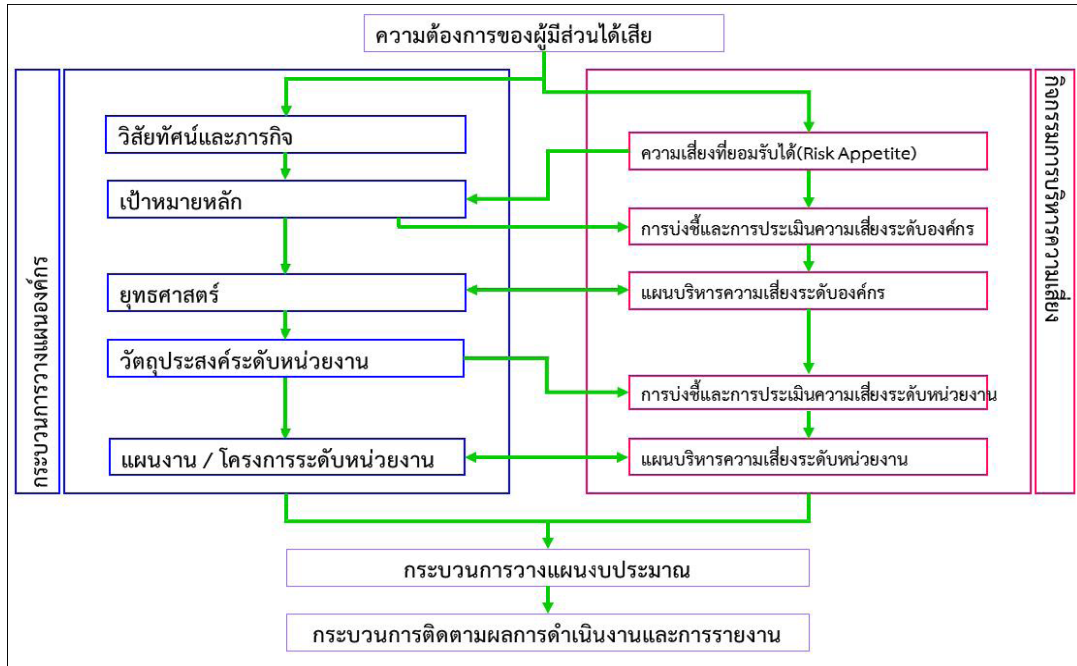 ความต้องการของผู้มีส่วนได้เสีย
กระบวนการวางแผนองค์กร
วิสัยทัศน์และภารกิจ
เป้าหมายหลัก
ยุทธศาสตร์
วัตถุประสงค์ระดับหน่วยงาน
แผนงาน / โครงการระดับหน่วยงาน
ความเสี่ยงที่ยอมรับได้(Risk Appetite)
การบ่งชี้และการประเมินความเสี่ยงระดับองค์กร
แผนบริหารความเสี่ยงระดับองค์กร
การบ่งชี้และการประเมินความเสี่ยงระดับหน่วยงาน
แผนบริหารความเสี่ยงระดับหน่วยงาน
กิจกรรมการบริหารความเสี่ยง
กระบวนการวางแผนงบประมาณ
กระบวนการติดตามผลการดำเนินงานและการรายงาน